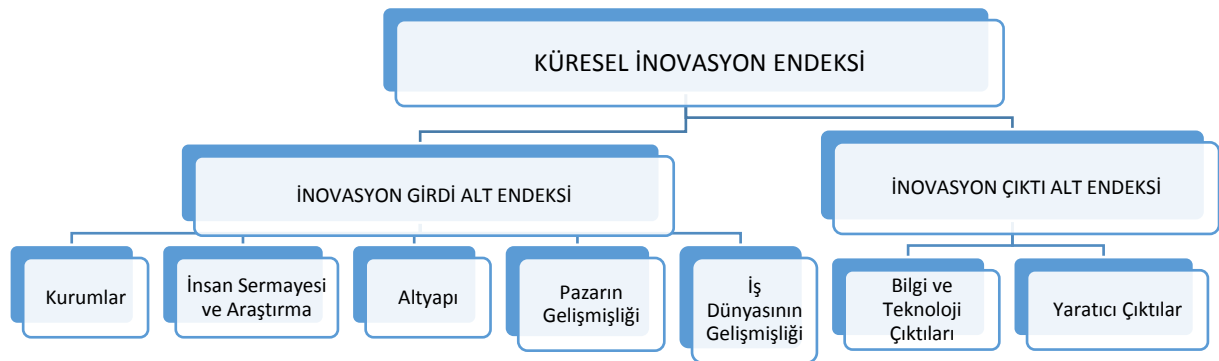 KÜRESEL İNOVASYON ENDEKSİ
İNOVASYON GİRDİ ALT ENDEKSİ
İNOVASYON ÇIKTI ALT ENDEKSİ
Kurumlar
İnsan Sermayesi
ve Araştırma
Altyapı
Pazarın
Gelişmişliği
İş
Dünyasının
Gelişmişliği
Bilgi ve
Teknoloji
Çıktıları
Yaratıcı Çıktılar